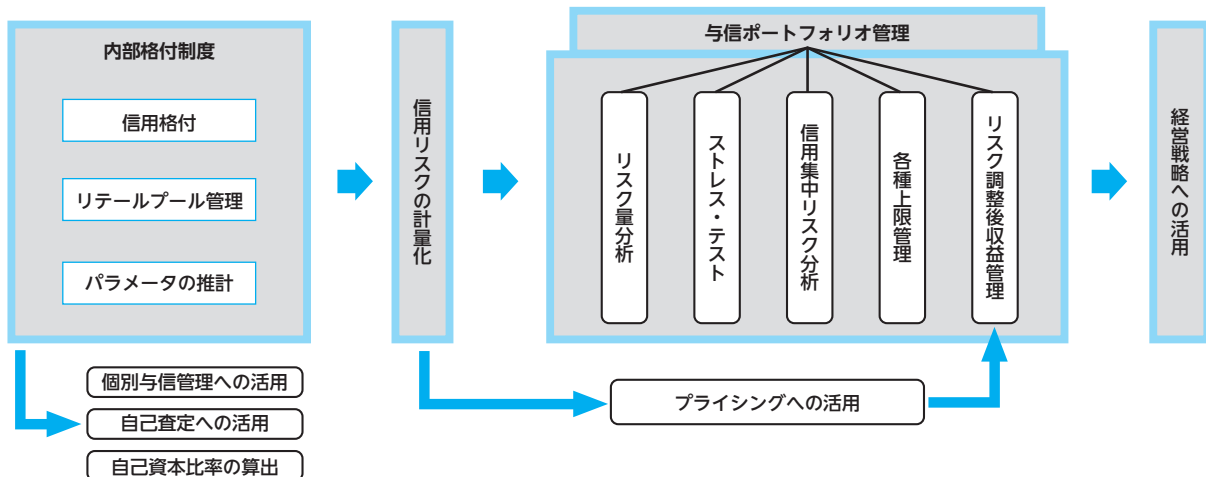 内部格付制度
信用格付
リテールプール管理
パラメータの推計
個別与信管理への活用
自己査定への活用
自己資本比率の算出
信用リスクの計量化
与信ポートフォリオ管理
リスク量分析
ストレス・テスト
信用集中リスク分析
各種上限管理
リスク調整後収益管理
プライシングへの活用
経営戦略への活用